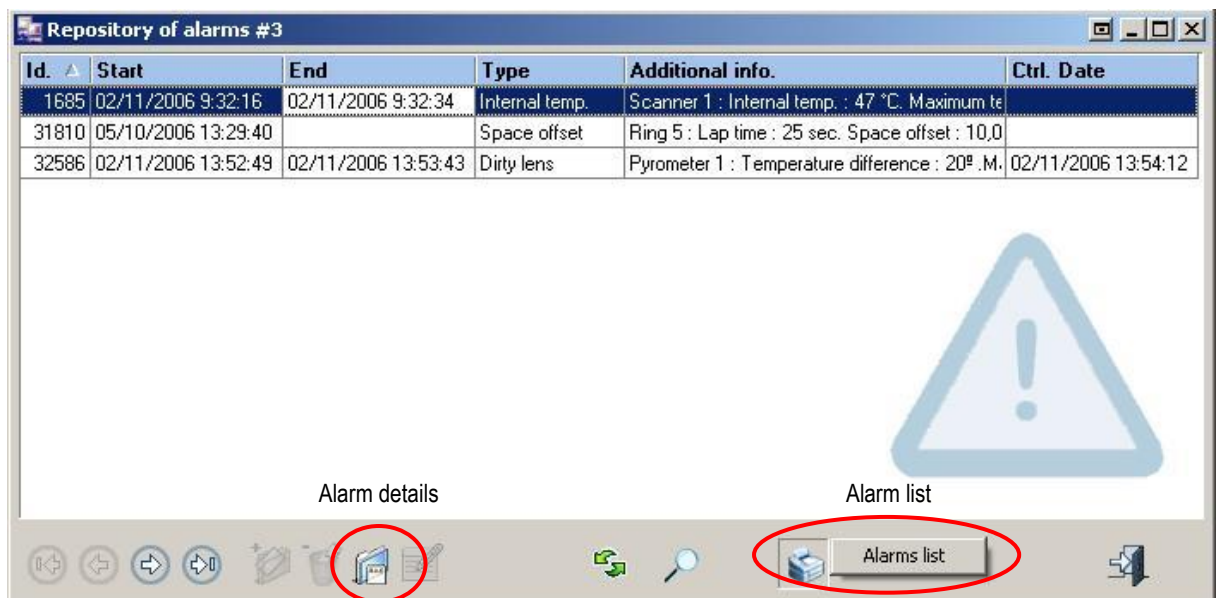 Repository of alarms #3
Id. Start End Type Additional info. Ctrl. Date
1685 02/11/2006 9:32:16 02/11/2006 9:32:34 Internal temp. Scanner 1 : Internal temp. : 47 °C. Maximum te
31810 05/10/2006 13:29:40 Space offset Ring 5 : Lap time : 25 sec. Space offset : 10,0
32586 02/11/2006 13:52:49 02/11/2006 13:53:43 Dirty lens Pyrometer 1 : Temperature difference : 20º .M. 02/11/2006 13:54:12
Alarm details Alarm list
Alarms list